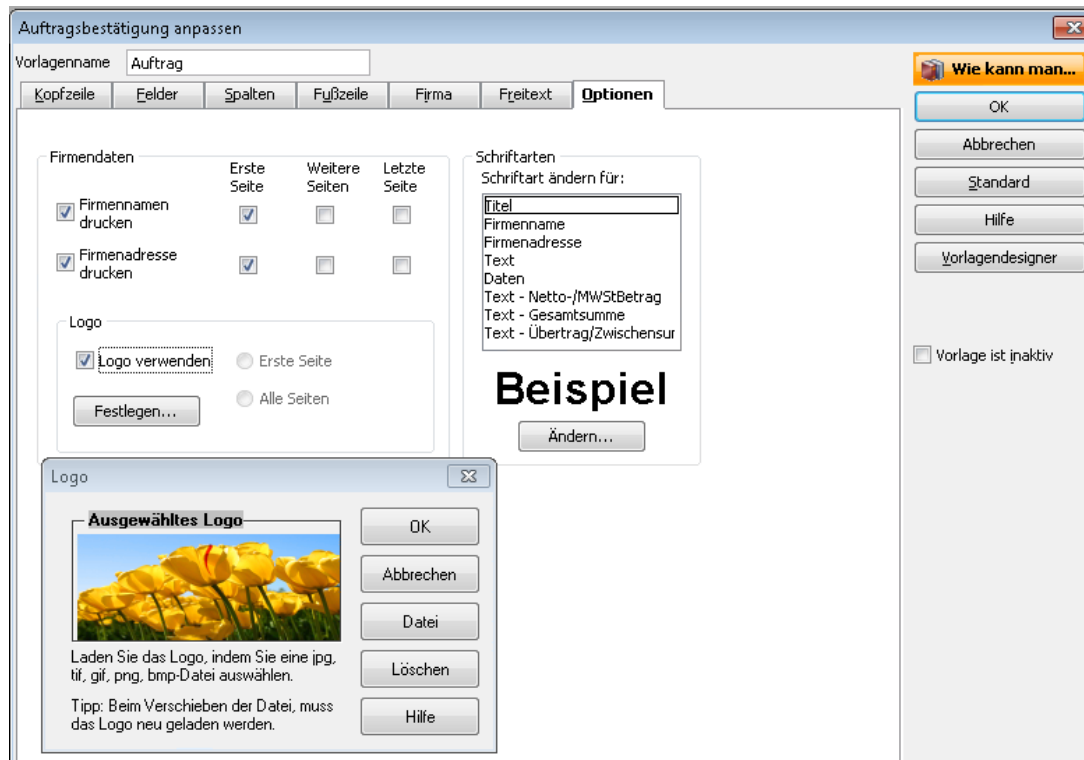 Auftragsbestätigung anpassen
Vorlagenname Auftrag
Kopfzeile Felder Spalten Fußzeile Firma Freitext Optionen
Firmendaten
Erste Seite
Weitere Seiten
Letzte Seite
Firmennamen
drucken
Firmenadresse
drucken
Logo
Logo verwenden
Erste Seite
Festlegen...
Alle Seiten
Schriftarten
Schriftart ändern für:
Titel
Firmenname
Firmenadresse
Text
Daten
Text - Netto-/MWStBetrag
Text - Gesamtsumme
Text - Übertrag/Zwischensur
Beispiel
Ändern...
Wie kann man...
OK
Abbrechen
Standard
Hilfe
Vorlagendesigner
Vorlage ist inaktiv
Logo
Ausgewähltes Logo
Laden Sie das Logo, indem Sie eine jpg,
tif, gif, png, bmp-Datei auswählen.
Tipp: Beim Verschieben der Datei, muss
das Logo neu geladen werden.
OK
Abbrechen
Datei
Löschen
Hilfe